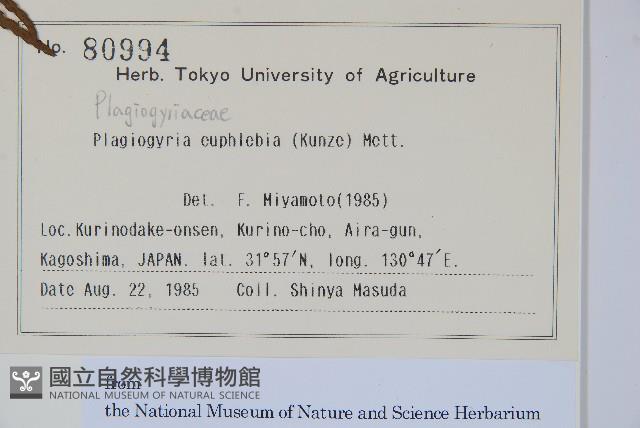 No. 80994
Herb. Tokyo University of Agriculture
Plagiogyriaceae
Plagiogyria euphlebia (Kunze) Mett.
Det. F. Miyamoto(1985)
Loc. Kurinodake-onsen, Kurino-cho, Aira-gun,
Kagoshima, JAPAN. lat. 31°57′N, long. 130°47′E.
Date Aug. 22, 1985 Coll. Shinya Masuda
國立自然科學博物館
NATIONAL MUSEUM OF NATURAL SCIENCE
from
the National Museum of Nature and Science Herbarium